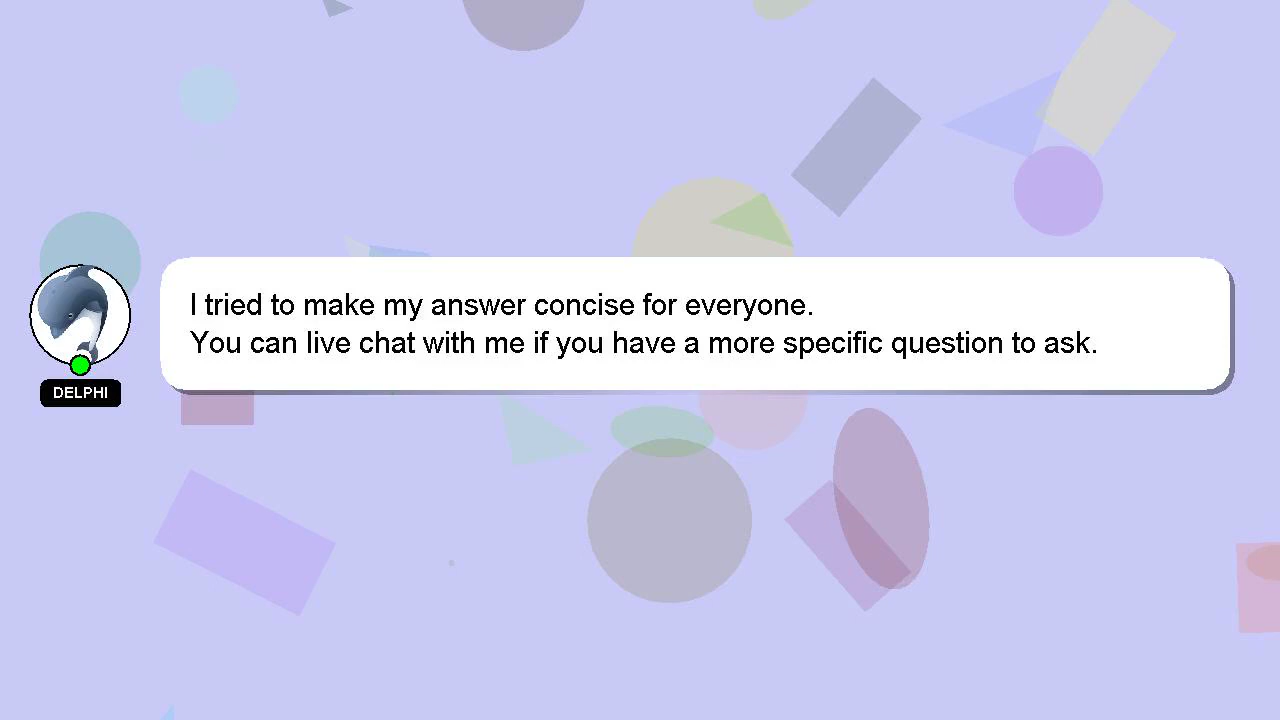 I tried to make my answer concise for everyone.
You can live chat with me if you have a more specific question to ask.
DELPHI